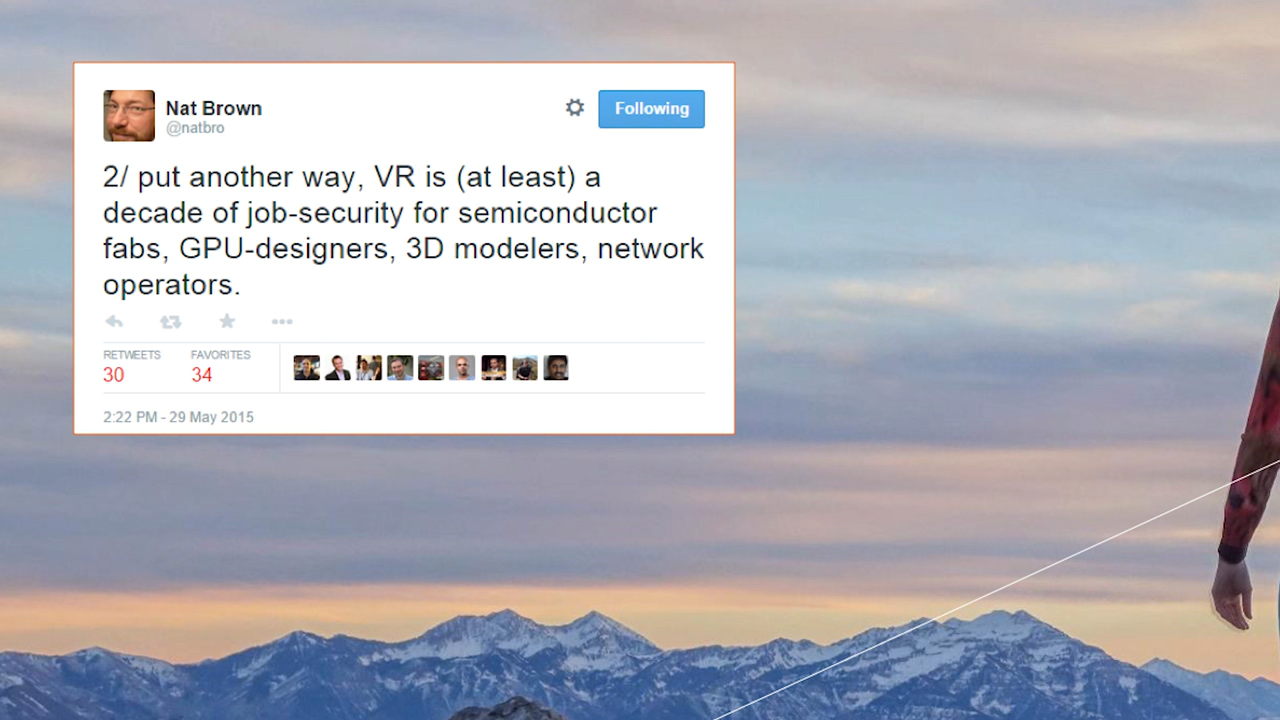 Nat Brown
@natbro
Following
2/ put another way, VR is (at least) a
decade of job-security for semiconductor
fabs, GPU-designers, 3D modelers, network
operators.
RETWEETS FAVORITES
30 34
2:22 PM - 29 May 2015